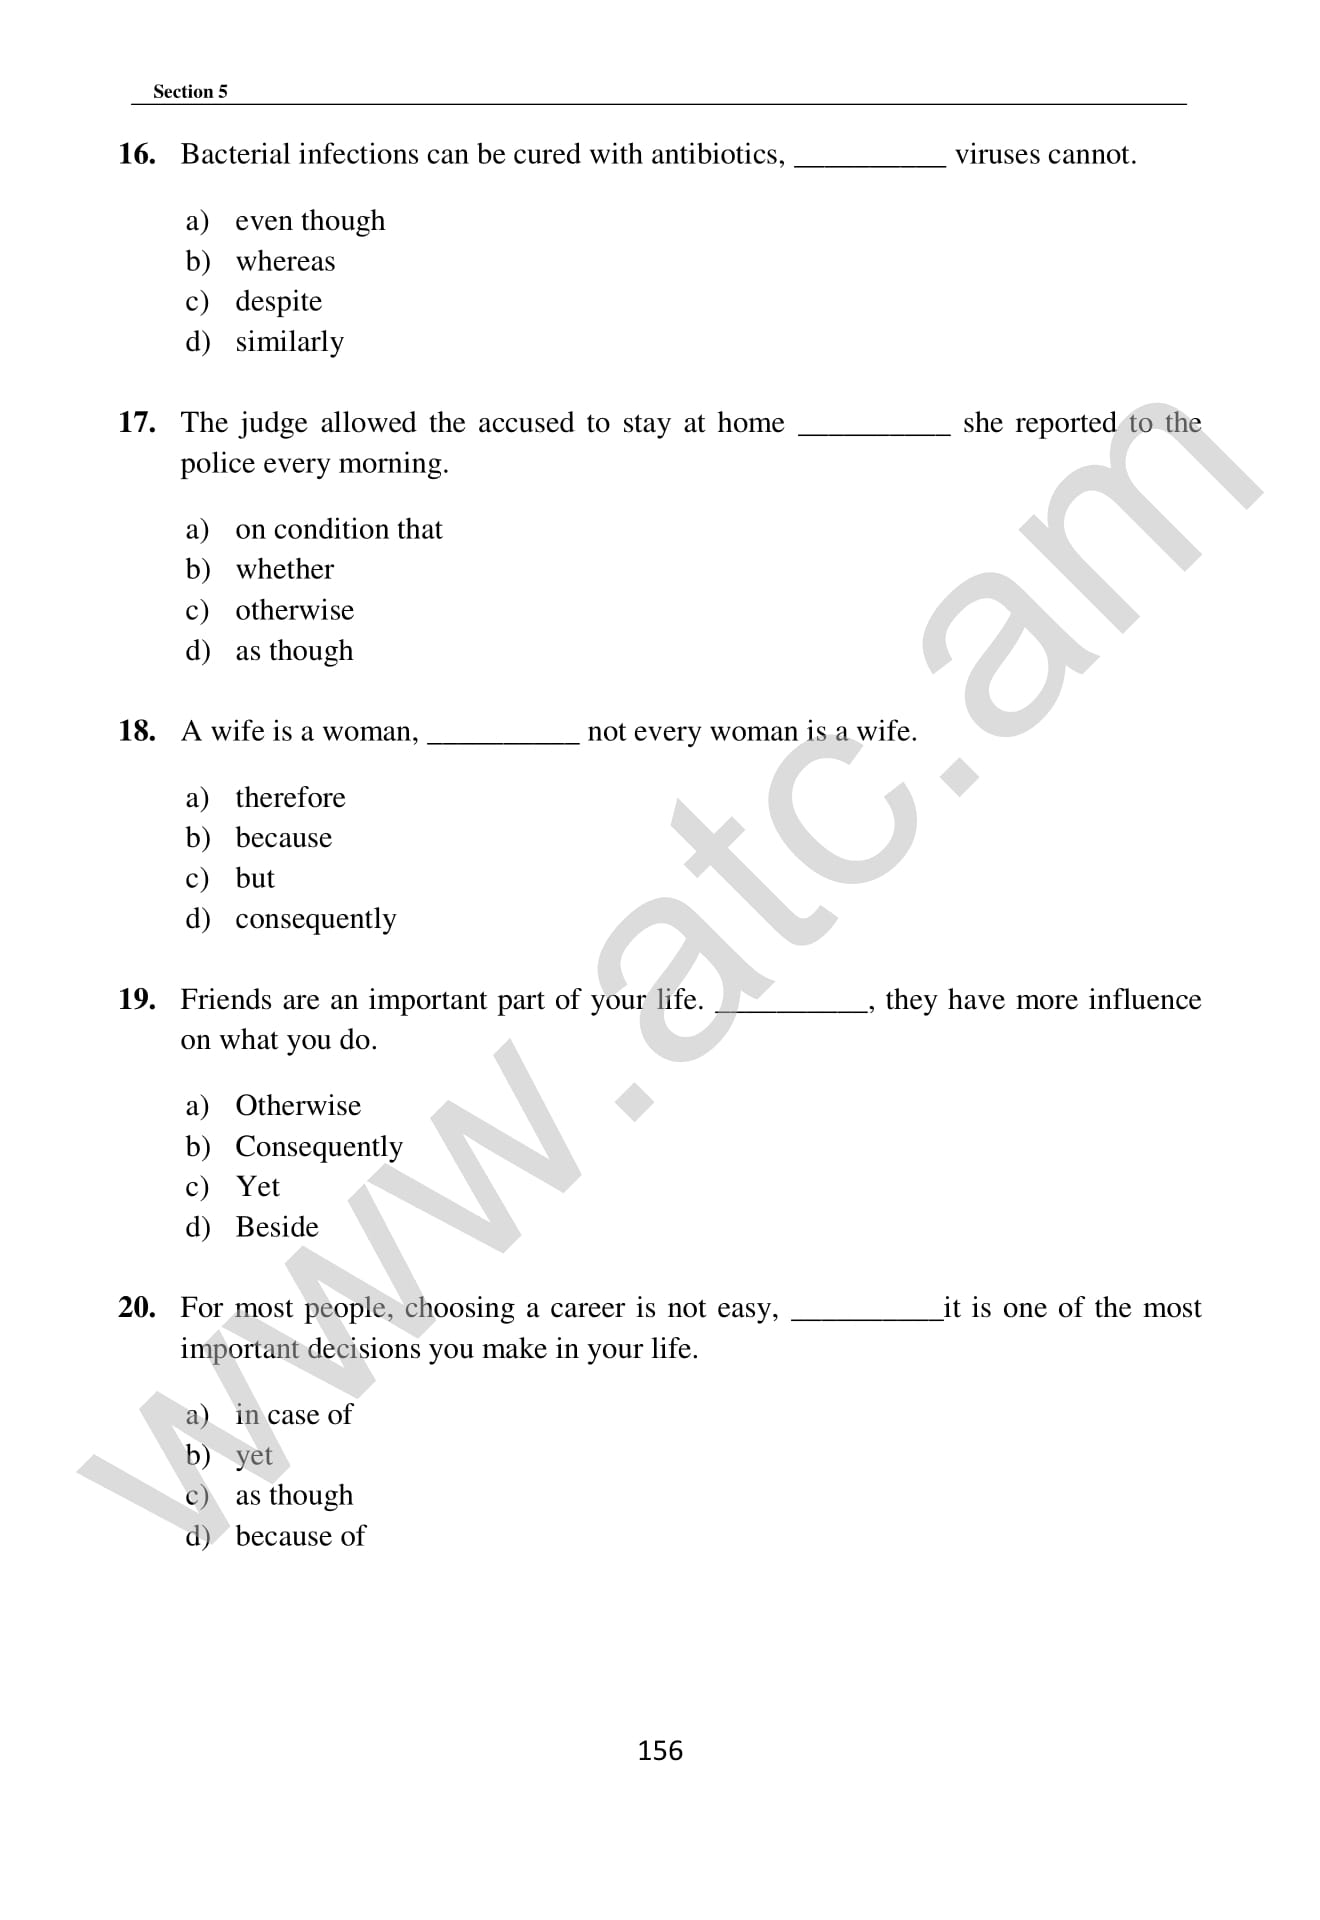 Section 5
16. Bacterial infections can be cured with antibiotics, __________ viruses cannot.
a) even though
b) whereas
c) despite
d) similarly
17. The judge allowed the accused to stay at home __________ she reported to the
police every morning.
a) on condition that
b) whether
c) otherwise
d) as though
18. A wife is a woman, __________ not every woman is a wife.
a) therefore
b) because
c) but
d) consequently
19. Friends are an important part of your life. __________, they have more influence
on what you do.
a) Otherwise
b) Consequently
c) Yet
d) Beside
20. For most people, choosing a career is not easy, __________it is one of the most
important decisions you make in your life.
a) in case of
b) yet
c) as though
d) because of
156
www.atc.am